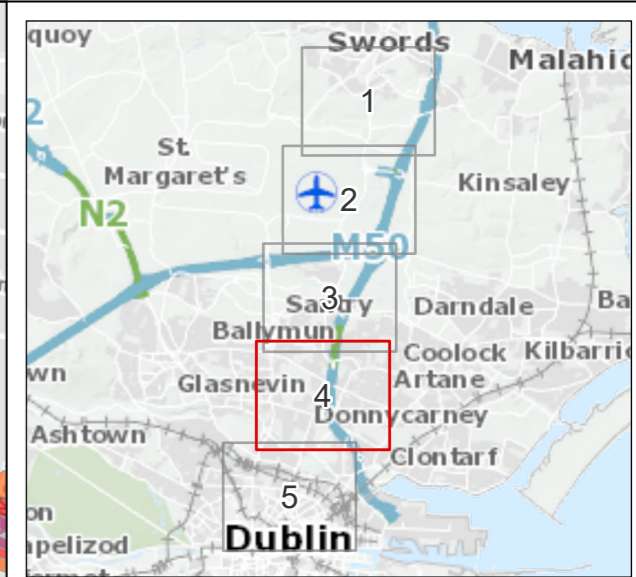 quoy
Swords
Malahic
1
2
St.
Margaret's
2
Kinsaley
N2
M50
3
Santry
Darndale
Ba
Ballymun
Coolock
Kilbarric
wn
Glasnevin
4
Artane
Donnycarney
Ashtown
Clontarf
5
on
Dublin
apelizod